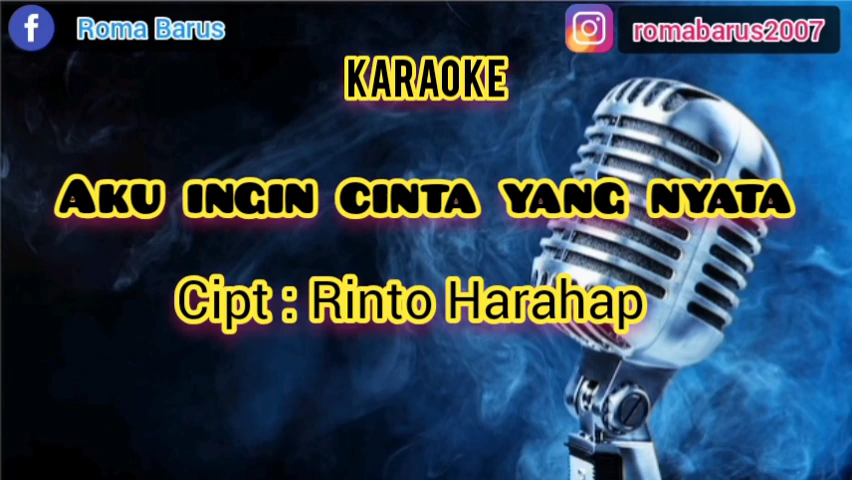 Roma Barus
romabarus2007
KARAOKE
AKU INGIN CINTA YANG NYATA
Cipt : Rinto Harahap